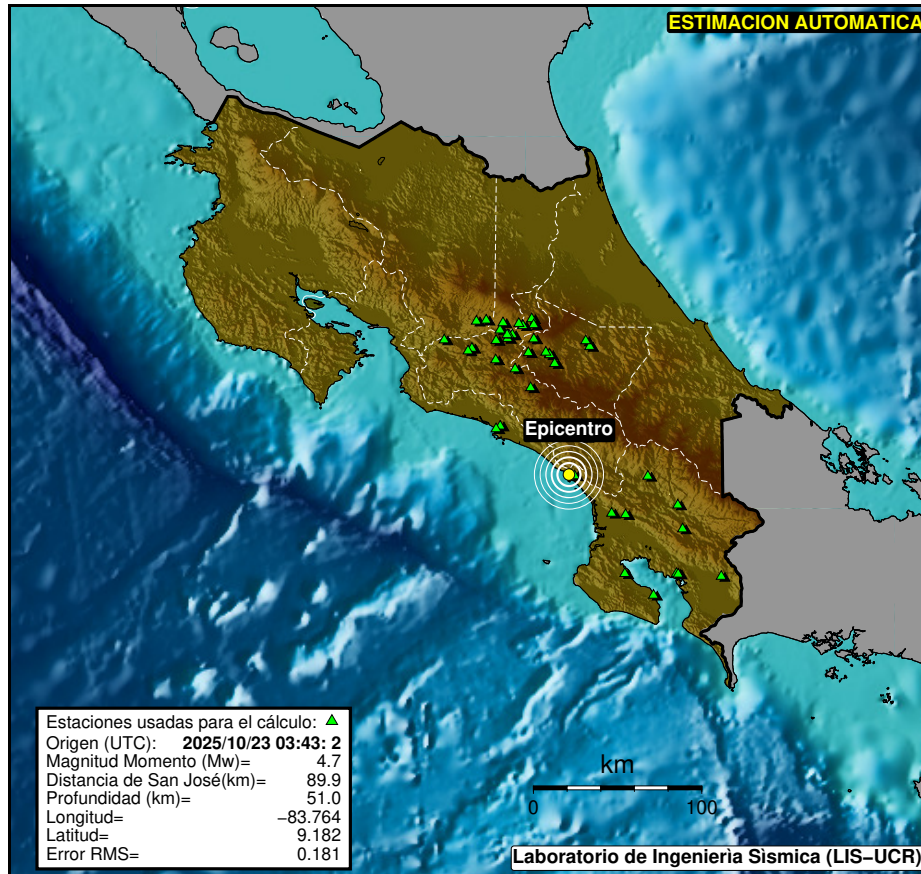 ESTIMACION AUTOMATICA
Epicentro
Estaciones usadas para el cálculo:
Origen (UTC): 2025/10/23 03:43: 2
Magnitud Momento (Mw)= 4.7
Distancia de San José(km)= 89.9
Profundidad (km)= 51.0
Longitud= −83.764
Latitud= 9.182
Error RMS= 0.181
km
0 100
Laboratorio de Ingenierìa Sìsmica (LIS−UCR)